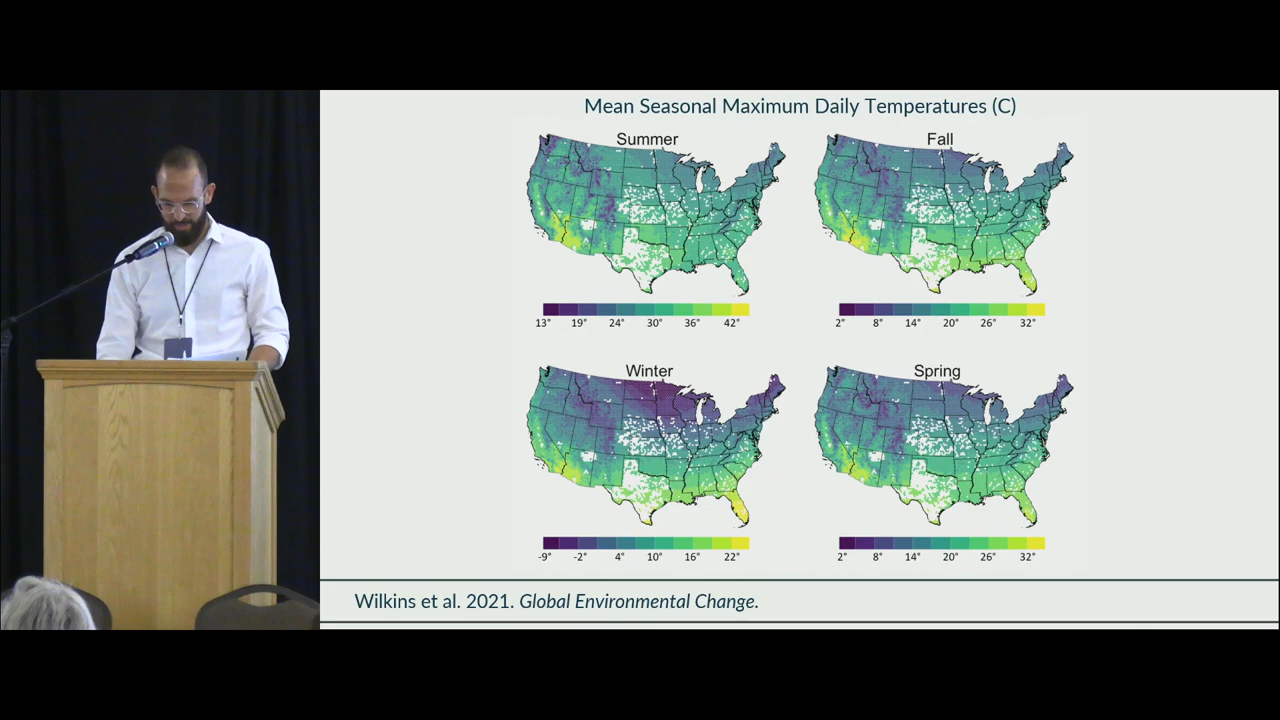 Mean Seasonal Maximum Daily Temperatures (C)
Summer
Fall
13° 19° 24° 30° 36° 42°
2° 8° 14° 20° 26° 32°
Winter
Spring
-9° -2° 4° 10° 16° 22°
2° 8° 14° 20° 26° 32°
Wilkins et al. 2021. Global Environmental Change.